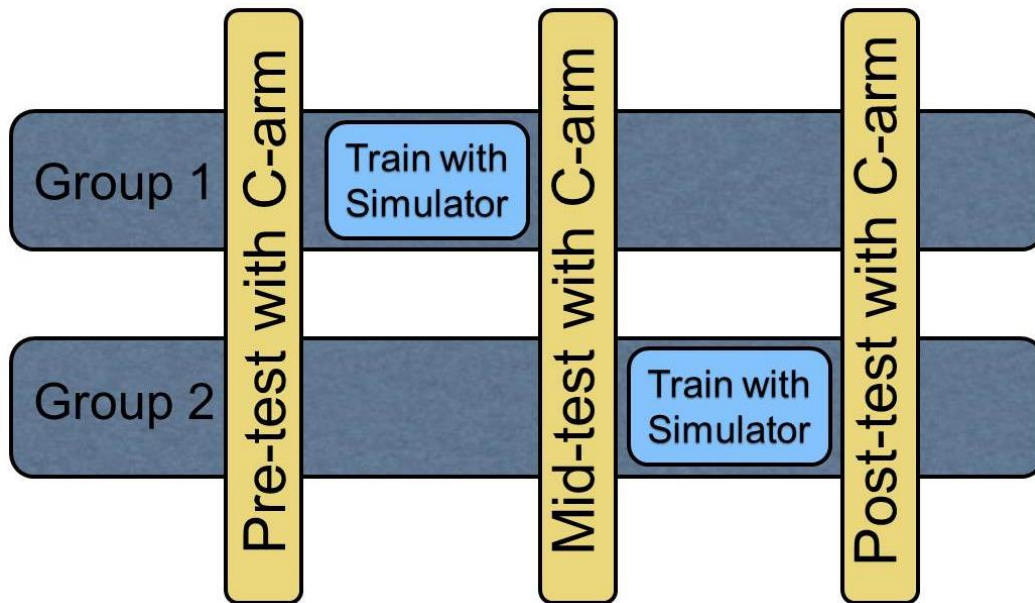 Group 1
Pre-test with C-arm
Train with
Simulator
Mid-test with C-arm
Post-test with C-arm
Group 2
Train with
Simulator